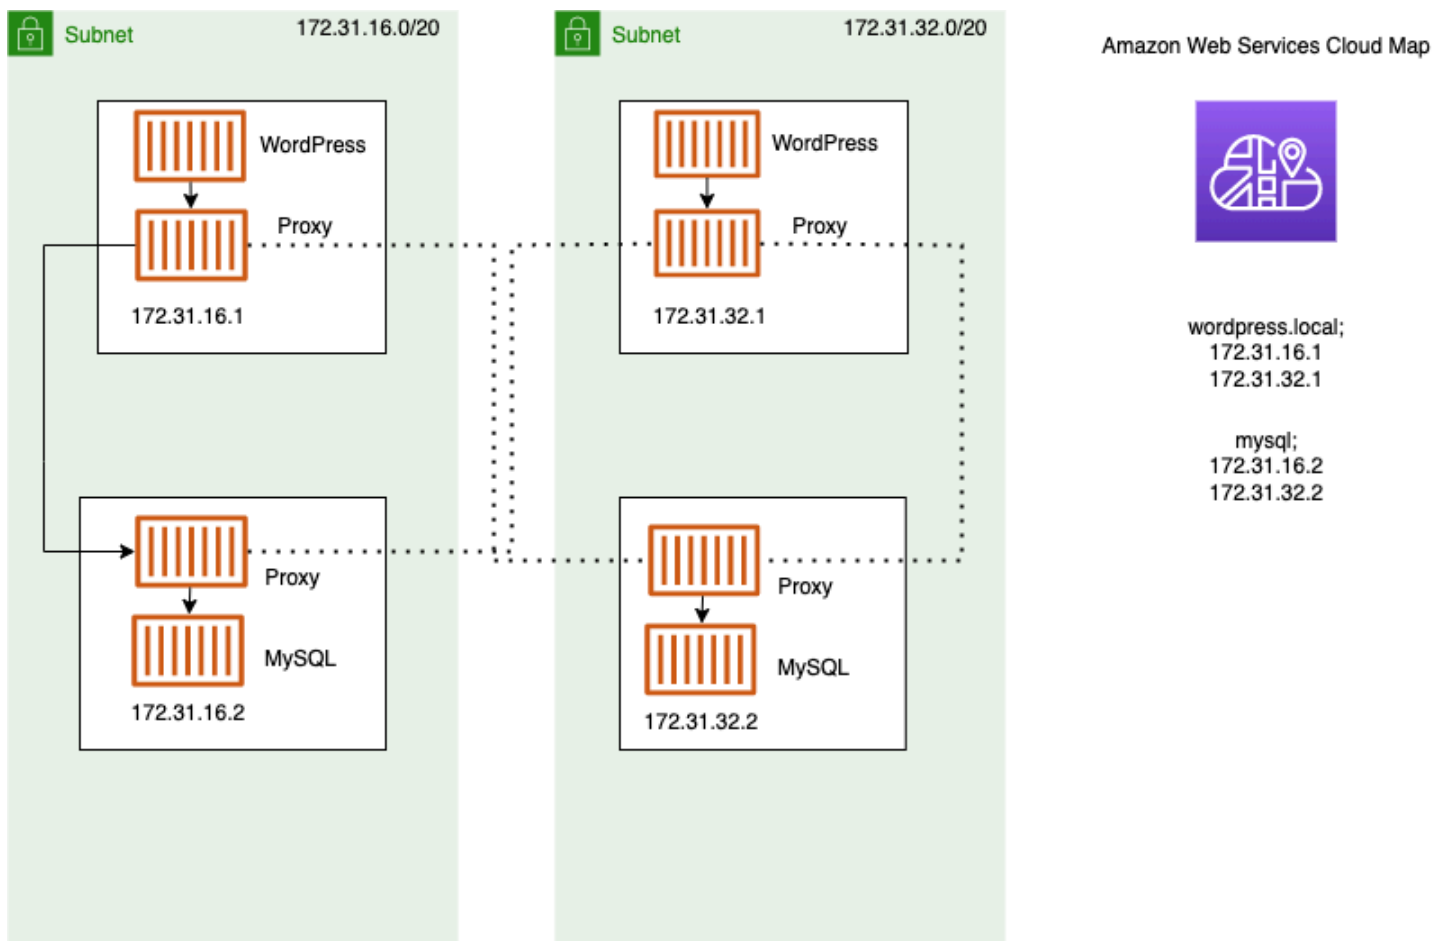 Subnet
172.31.16.0/20
WordPress
Proxy
172.31.16.1
Proxy
MySQL
172.31.16.2
Subnet
172.31.32.0/20
WordPress
Proxy
172.31.32.1
Proxy
MySQL
172.31.32.2
Amazon Web Services Cloud Map
wordpress.local;
172.31.16.1
172.31.32.1
mysql;
172.31.16.2
172.31.32.2